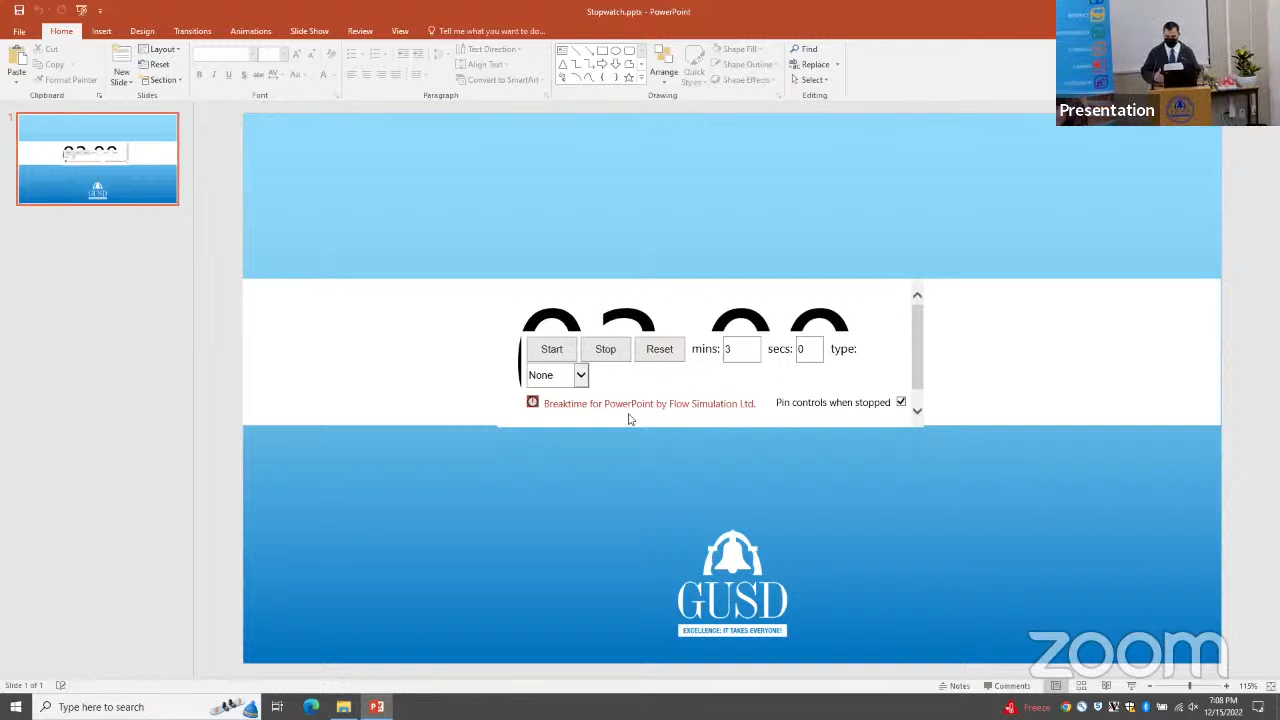 Stopwatch.pptx - PowerPoint
File Home Insert Design Transitions Animations Slide Show Review View Tell me what you want to do...
Paste
Cut
Copy
Format Painter
Clipboard
New
Slide
Layout
Reset
Section
Slides
Font
Text Direction
Align Text
Convert to SmartArt
Paragraph
Arrange
Quick
Styles
Shape Fill
Shape Outline
Shape Effects
Drawing
Find
Replace
Select
Editing
Presentation
1
GUSD
03 00
Start Stop Reset mins: 3 secs: 0 type:
None
Breaktime for PowerPoint by Flow Simulation Ltd. Pin controls when stopped
GUSD
EXCELLENCE: IT TAKES EVERYONE!
zoom
Slide 1 of 1 Notes Comments 115%
Type here to search
Freeze
7:08 PM
12/15/2022